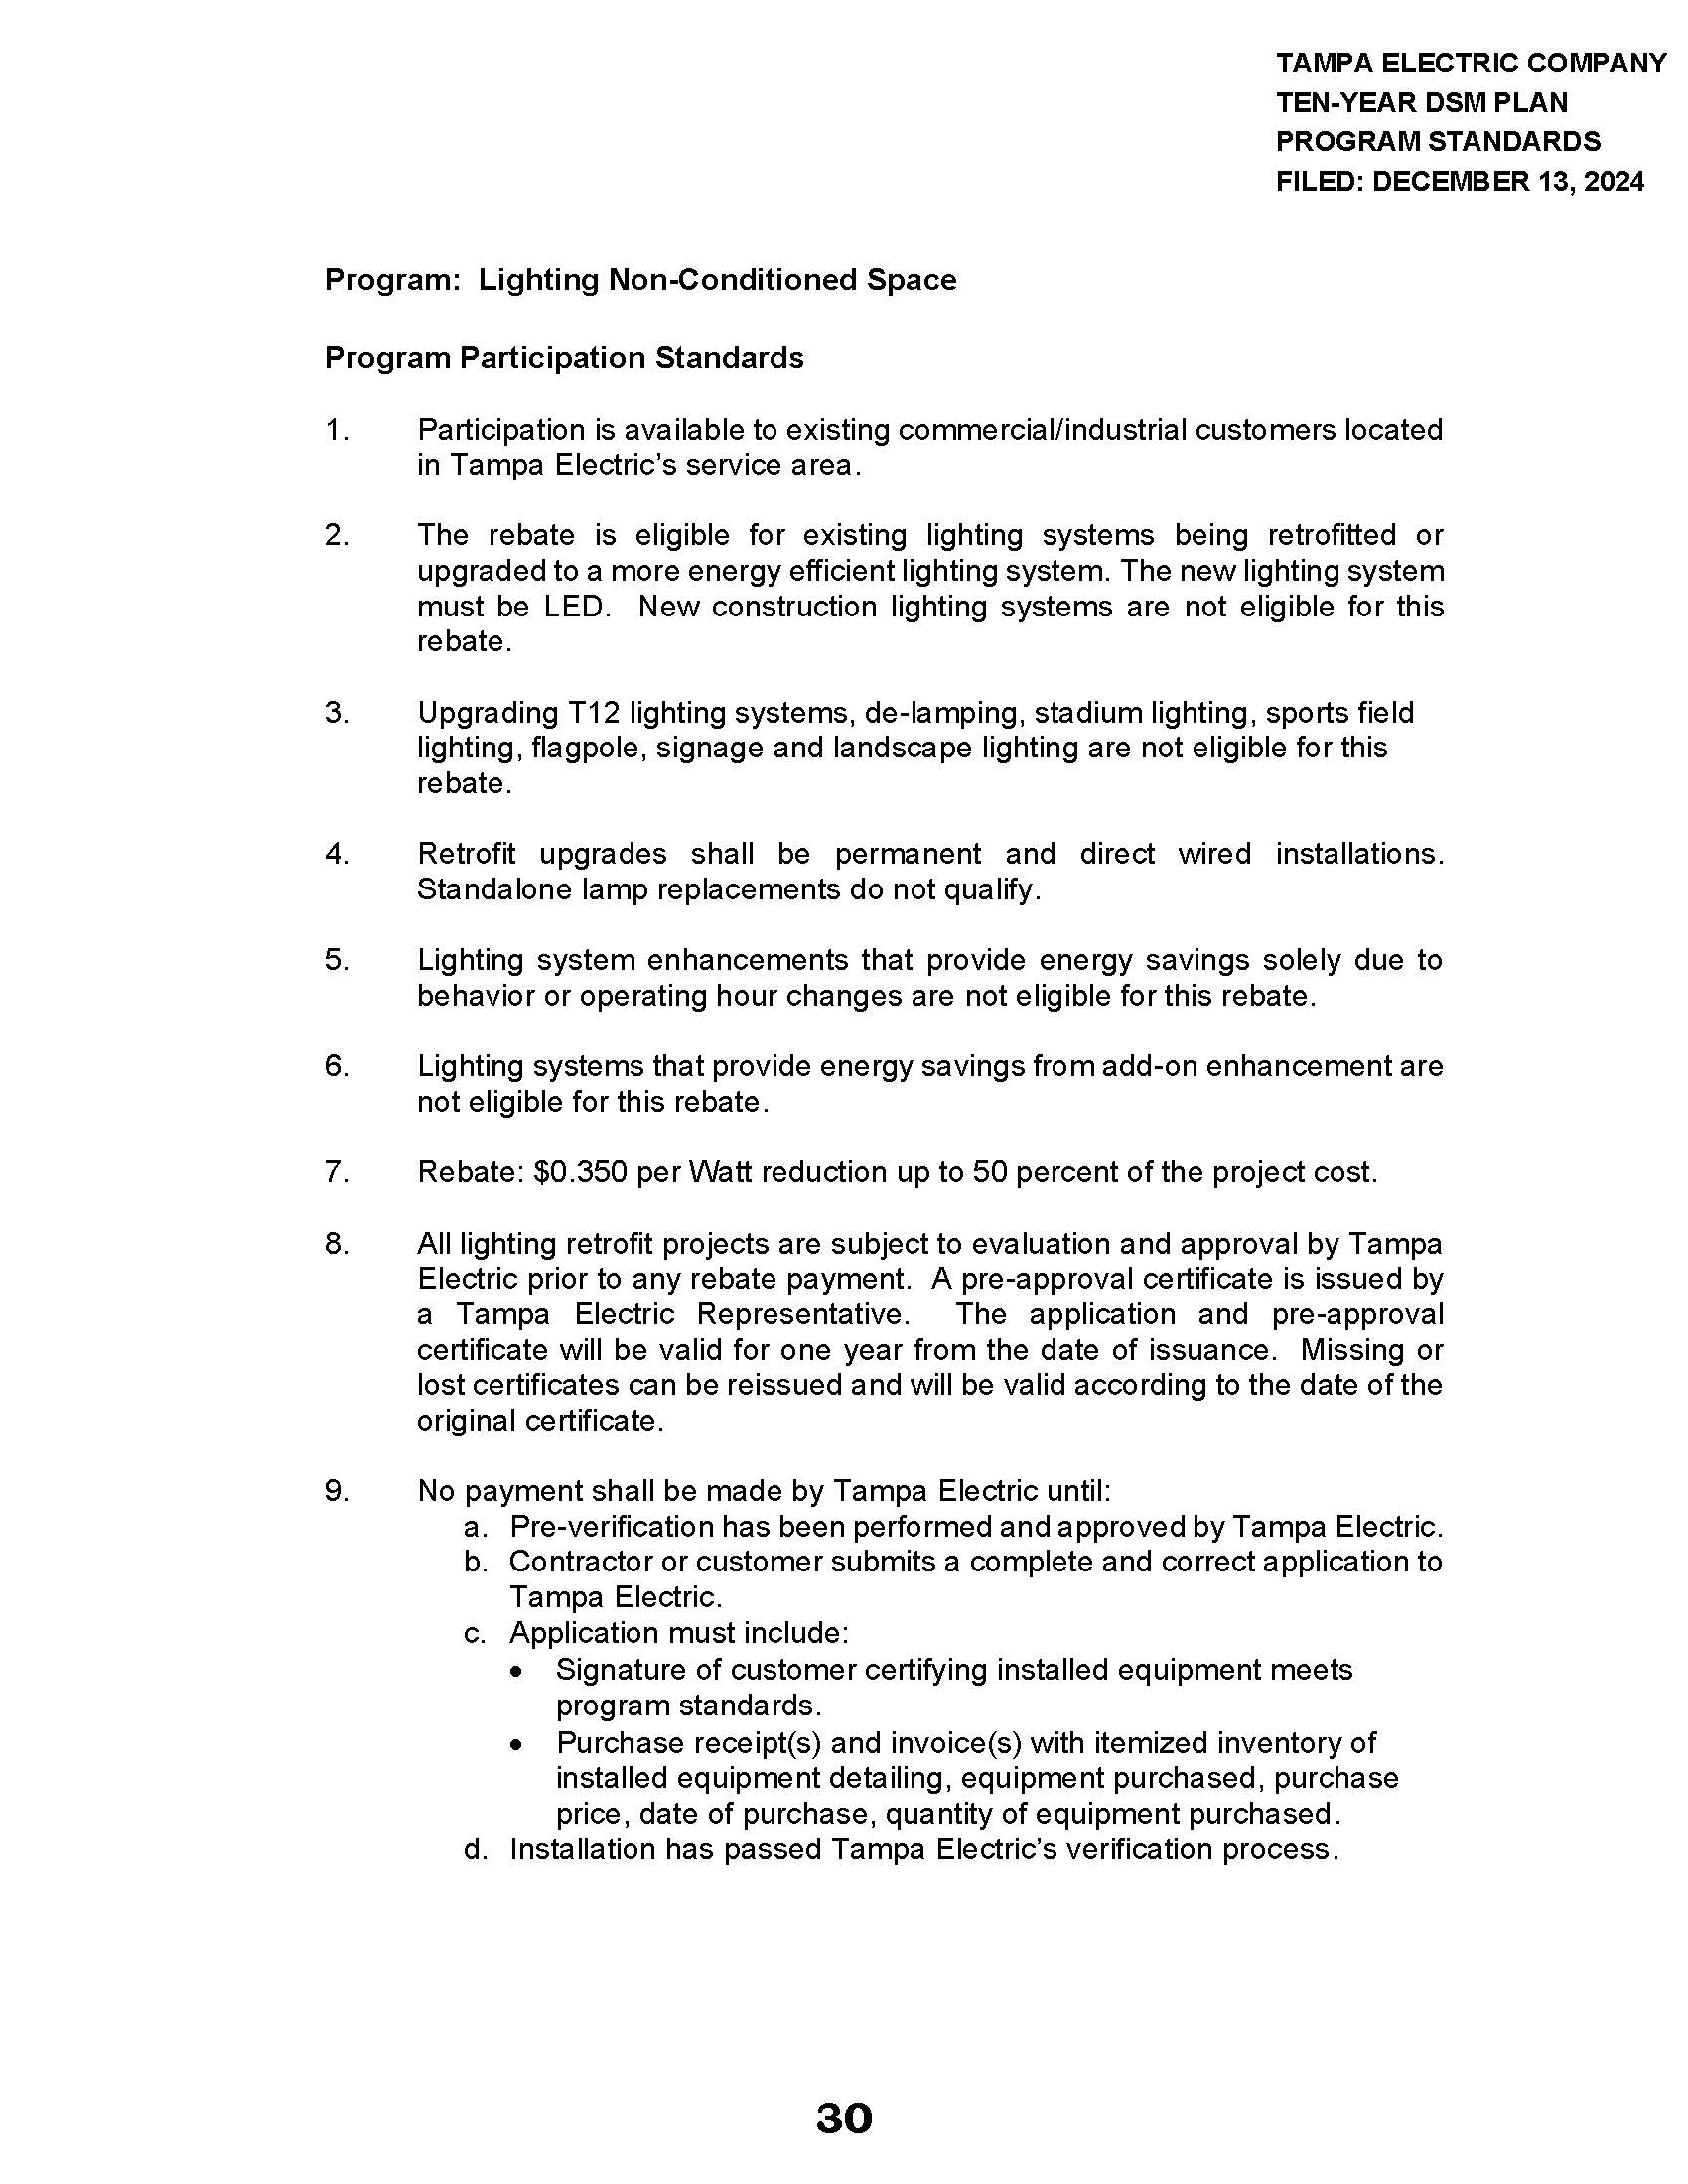 TAMPA ELECTRIC COMPANY
TEN-YEAR DSM PLAN
PROGRAM STANDARDS
FILED: DECEMBER 13, 2024
Program:  Lighting Non-Conditioned Space
Program Participation Standards
1. Participation is available to existing commercial/industrial customers located
in Tampa Electric’s service area.
2. The rebate is eligible for existing lighting systems being retrofitted or
upgraded to a more energy efficient lighting system. The new lighting system
must be LED.  New construction lighting systems are not eligible for this
rebate.
3. Upgrading T12 lighting systems, de-lamping, stadium lighting, sports field
lighting, flagpole, signage and landscape lighting are not eligible for this
rebate.
4. Retrofit upgrades shall be permanent and direct wired installations.
Standalone lamp replacements do not qualify.
5. Lighting system enhancements that provide energy savings solely due to
behavior or operating hour changes are not eligible for this rebate.
6. Lighting systems that provide energy savings from add-on enhancement are
not eligible for this rebate.
7. Rebate: $0.350 per Watt reduction up to 50 percent of the project cost.
8. All lighting retrofit projects are subject to evaluation and approval by Tampa
Electric prior to any rebate payment.  A pre-approval certificate is issued by
a Tampa Electric Representative.  The application and pre-approval
certificate will be valid for one year from the date of issuance.  Missing or
lost certificates can be reissued and will be valid according to the date of the
original certificate.
9. No payment shall be made by Tampa Electric until:
a. Pre-verification has been performed and approved by Tampa Electric.
b. Contractor or customer submits a complete and correct application to
Tampa Electric.
c. Application must include:
• Signature of customer certifying installed equipment meets
program standards.
• Purchase receipt(s) and invoice(s) with itemized inventory of
installed equipment detailing, equipment purchased, purchase
price, date of purchase, quantity of equipment purchased.
d. Installation has passed Tampa Electric’s verification process.
30